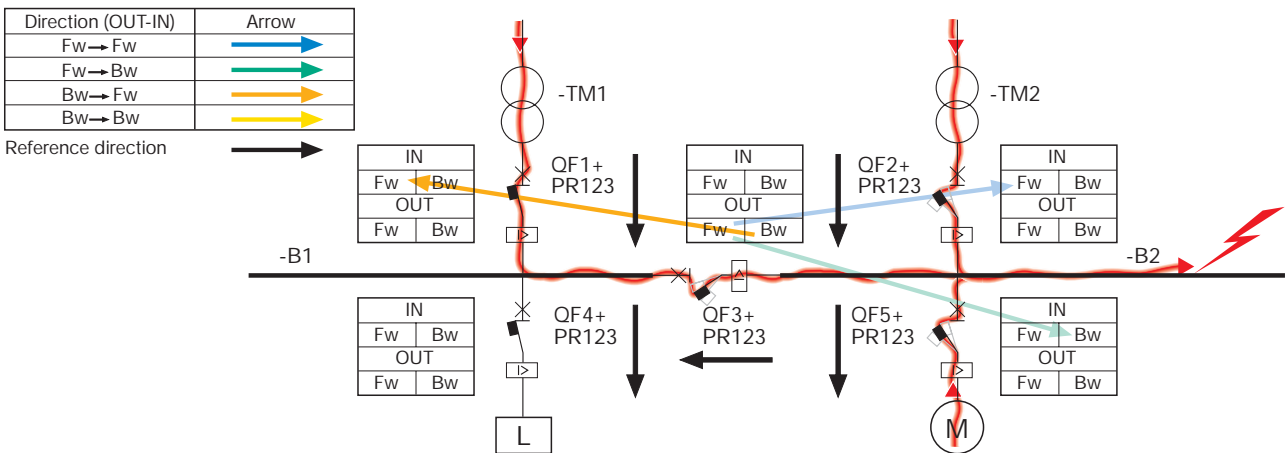 Direction (OUT-IN) Arrow
Fw→Fw
Fw→Bw
Bw→Fw
Bw→Bw
Reference direction
-TM1
-TM2
IN
Fw Bw
OUT
Fw Bw
QF1+
PR123
IN
Fw Bw
OUT
Fw Bw
QF2+
PR123
IN
Fw Bw
OUT
Fw Bw
-B1
-B2
IN
Fw Bw
OUT
Fw Bw
QF4+
PR123
QF3+
PR123
QF5+
PR123
IN
Fw Bw
OUT
Fw Bw
L
M